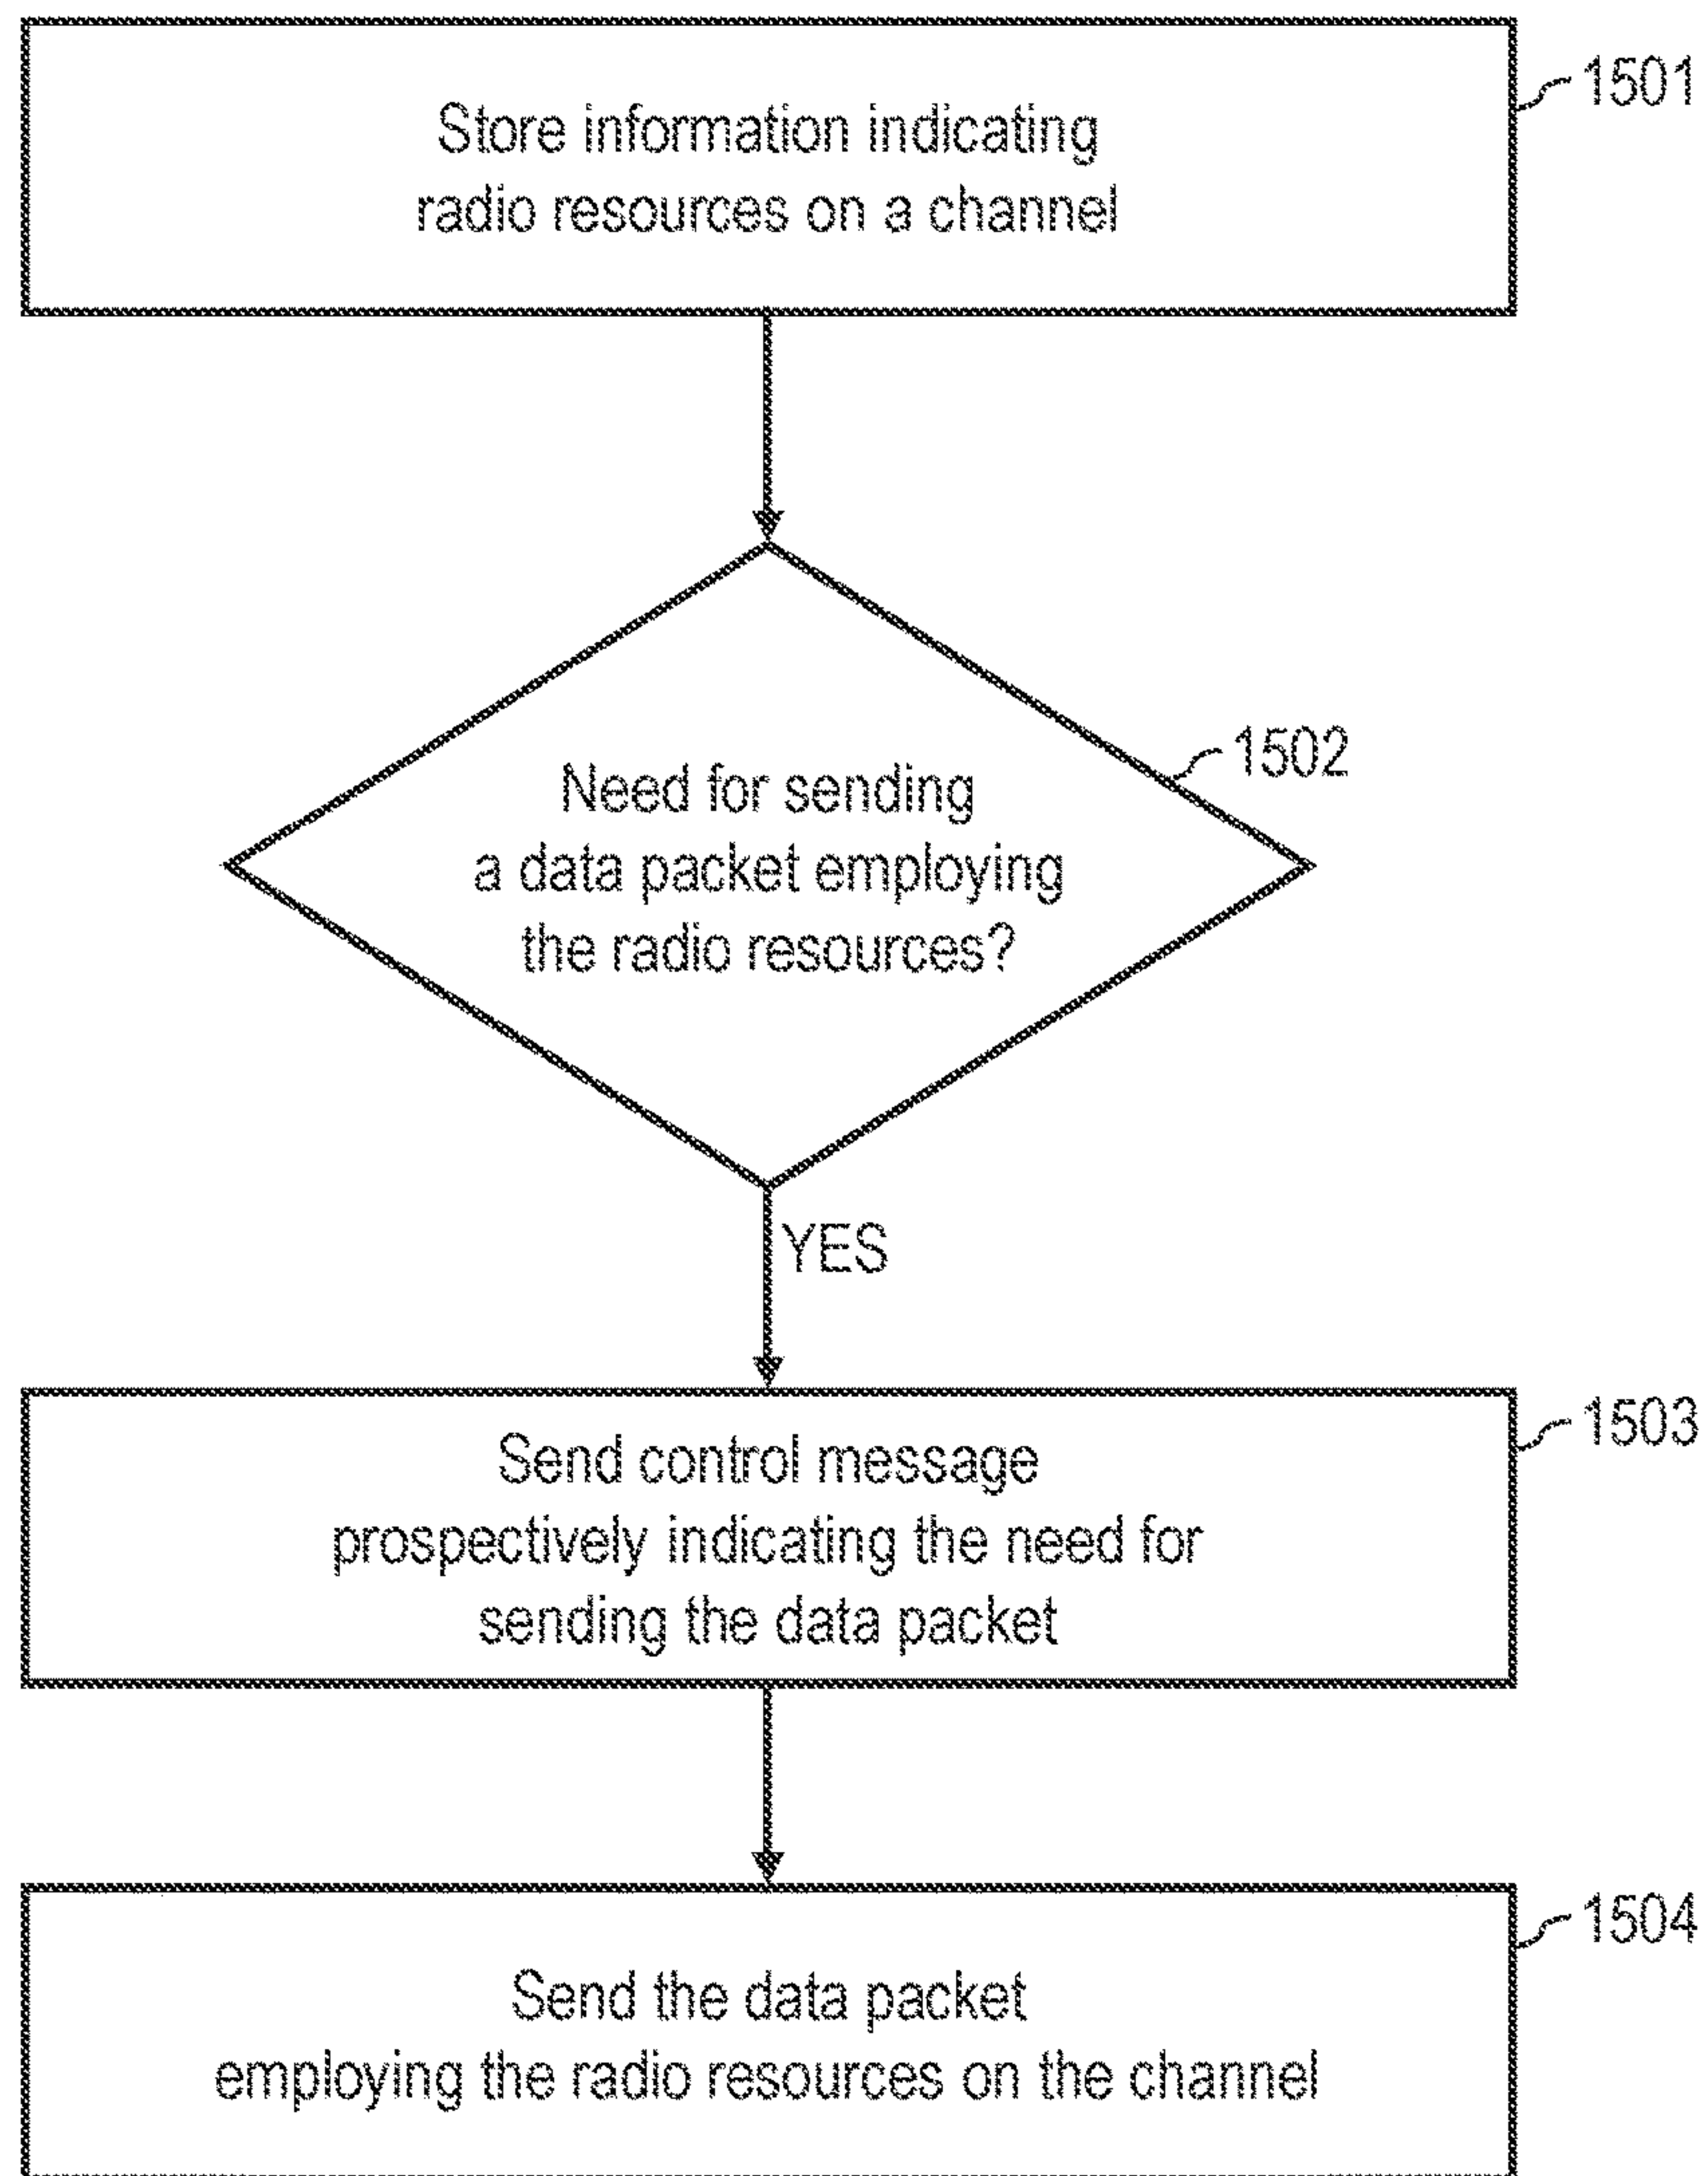 Store information indicating
radio resources on a channel
1501
Need for sending
a data packet employing
the radio resources?
1502
YES
Send control message
prospectively indicating the need for
sending the data packet
1503
Send the data packet
employing the radio resources on the channel
1504